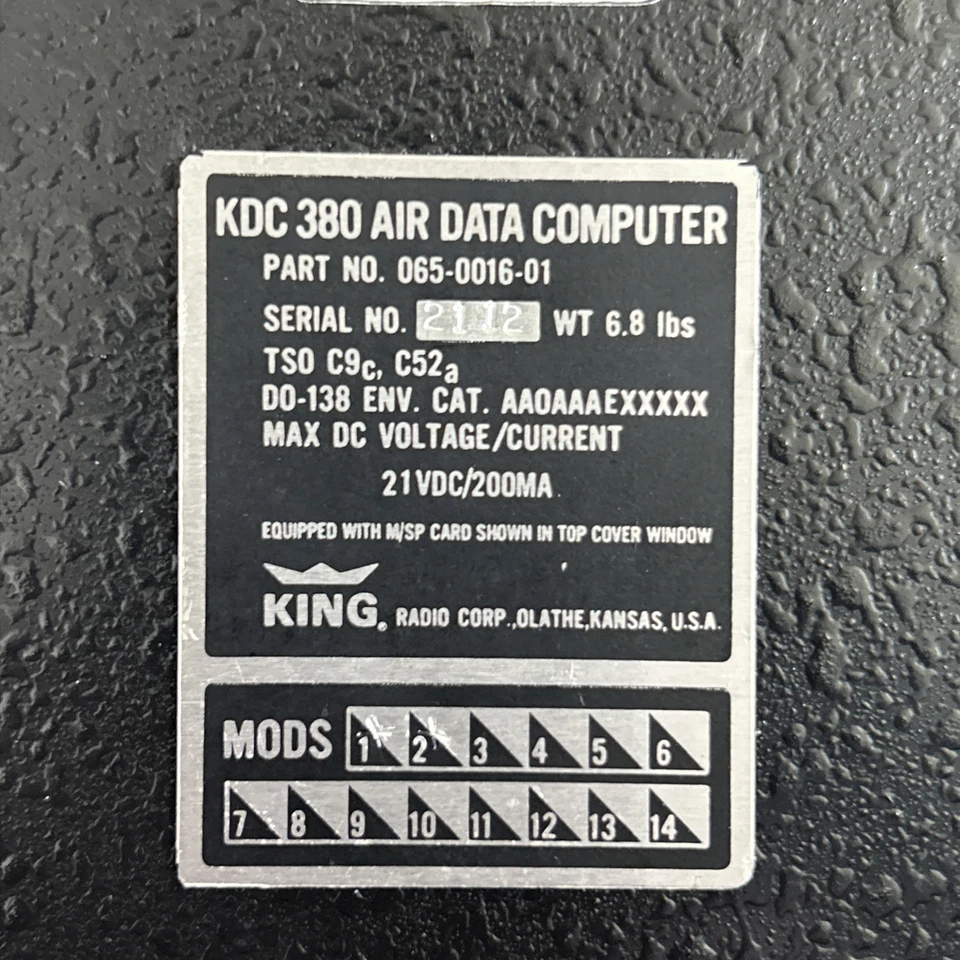 KDC 380 AIR DATA COMPUTER
PART NO. 065-0016-01
SERIAL NO. 2112 WT 6.8 lbs
TSO C9c, C52a
DO-138 ENV. CAT. AAOAAAEXXXXX
MAX DC VOLTAGE/CURRENT
21VDC/200MA
EQUIPPED WITH M/SP CARD SHOWN IN TOP COVER WINDOW
KING® RADIO CORP.,OLATHE,KANSAS, U.S.A.
MODS 1 2 3 4 5 6
7 8 9 10 11 12 13 14